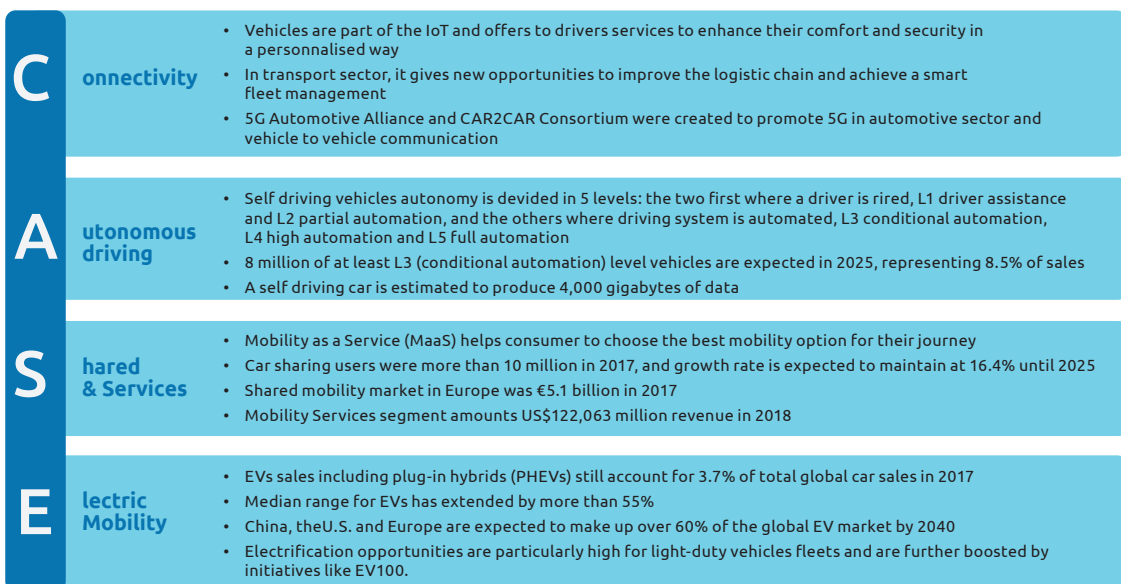 C
onnectivity
• Vehicles are part of the IoT and offers to drivers services to enhance their comfort and security in
a personnalised way
• In transport sector, it gives new opportunities to improve the logistic chain and achieve a smart
fleet management
• 5G Automotive Alliance and CAR2CAR Consortium were created to promote 5G in automotive sector and
vehicle to vehicle communication
A
utonomous
driving
• Self driving vehicles autonomy is devided in 5 levels: the two first where a driver is rired, L1 driver assistance
and L2 partial automation, and the others where driving system is automated, L3 conditional automation,
L4 high automation and L5 full automation
• 8 million of at least L3 (conditional automation) level vehicles are expected in 2025, representing 8.5% of sales
• A self driving car is estimated to produce 4,000 gigabytes of data
S
hared
& Services
• Mobility as a Service (MaaS) helps consumer to choose the best mobility option for their journey
• Car sharing users were more than 10 million in 2017, and growth rate is expected to maintain at 16.4% until 2025
• Shared mobility market in Europe was €5.1 billion in 2017
• Mobility Services segment amounts US$122,063 million revenue in 2018
E
lectric
Mobility
• EVs sales including plug-in hybrids (PHEVs) still account for 3.7% of total global car sales in 2017
• Median range for EVs has extended by more than 55%
• China, theU.S. and Europe are expected to make up over 60% of the global EV market by 2040
• Electrification opportunities are particularly high for light-duty vehicles fleets and are further boosted by
initiatives like EV100.